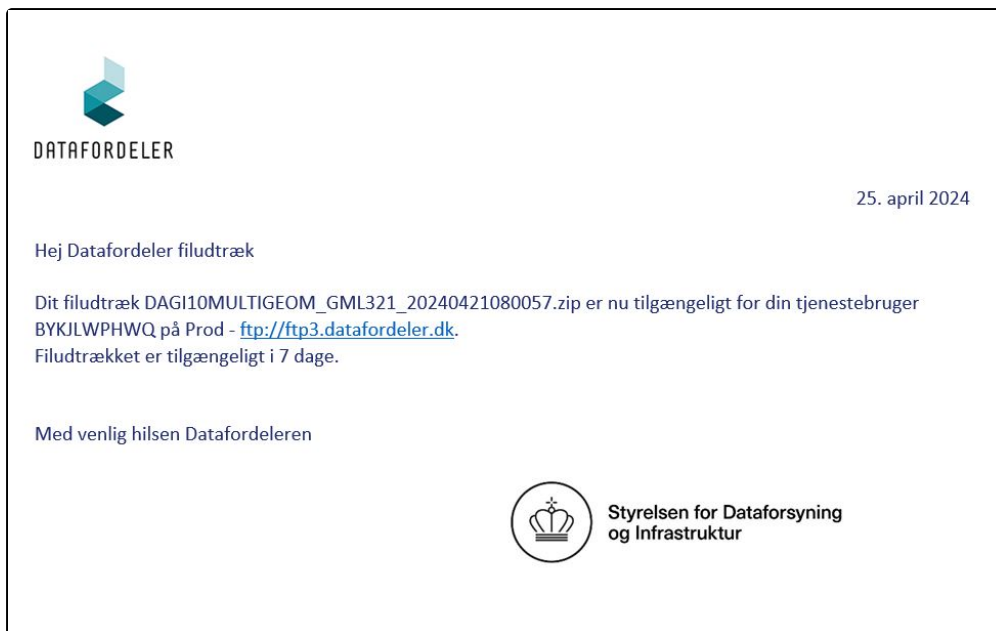 DATAFORDELER
25. april 2024
Hej Datafordeler filudtræk
Dit filudtræk DAGI10MULTIGEOM_GML321_20240421080057.zip er nu tilgængeligt for din tjenestebruger
BYKJLWPHWQ på Prod - ftp://ftp3.datafordeler.dk.
Filudtrækket er tilgængeligt i 7 dage.
Med venlig hilsen Datafordeleren
Styrelsen for Dataforsyning
og Infrastruktur